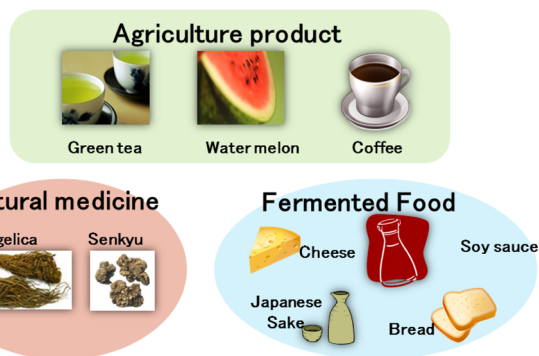 Agriculture product
Green tea
Water melon
Coffee
tural medicine
gelica
Senkyu
Fermented Food
Cheese
Soy sauce
Japanese
Sake
Bread